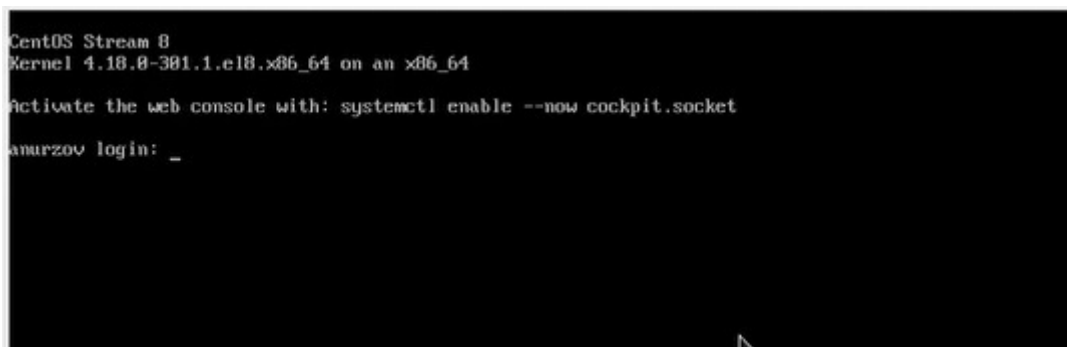 CentOS Stream 8
Kernel 4.18.0-301.1.el8.x86_64 on an x86_64
Activate the web console with: systemctl enable --now cockpit.socket
anurzov login: _